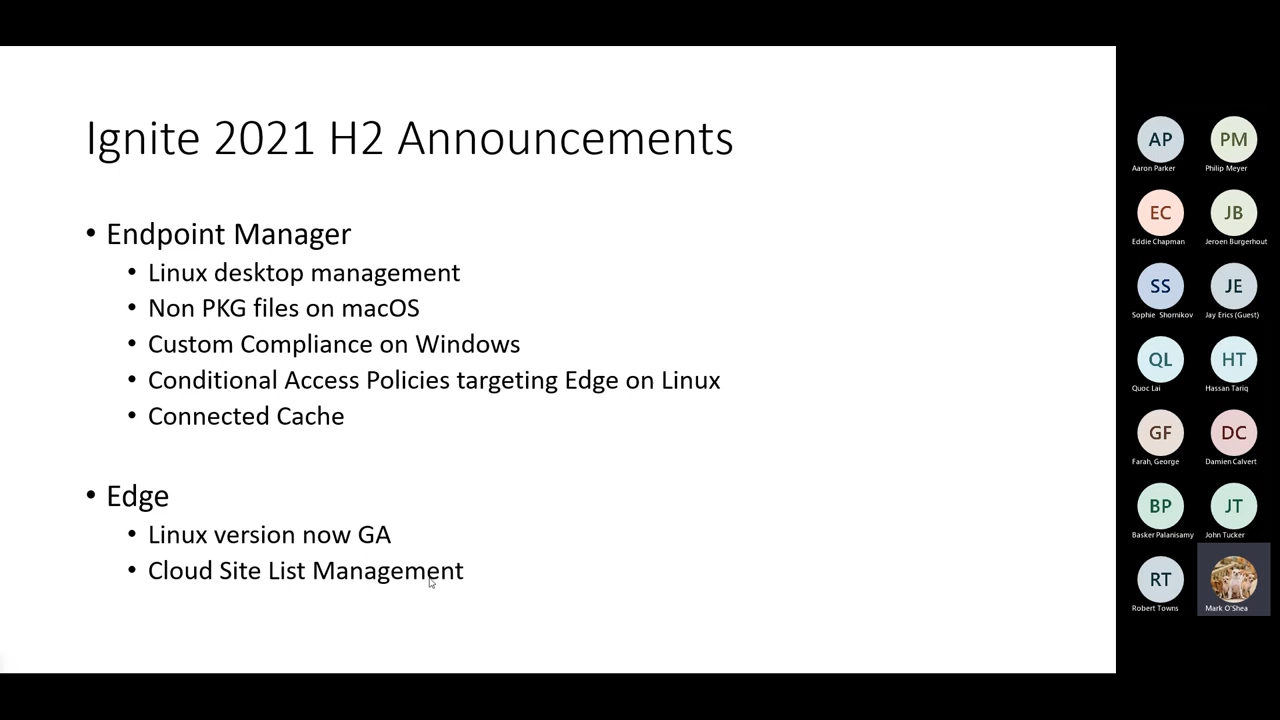 Ignite 2021 H2 Announcements
• Endpoint Manager
• Linux desktop management
• Non PKG files on macOS
• Custom Compliance on Windows
• Conditional Access Policies targeting Edge on Linux
• Connected Cache
• Edge
• Linux version now GA
• Cloud Site List Management
AP
Aaron Parker
PM
Philip Meyer
EC
Eddie Chapman
JB
Jeroen Burgerhout
SS
Sophie Shornikov
JE
Jay Erics (Guest)
QL
Quoc Lai
HT
Hassan Tariq
GF
Farah, George
DC
Damien Calvert
BP
Basker Palanisamy
JT
John Tucker
RT
Robert Towns
Mark O'Shea